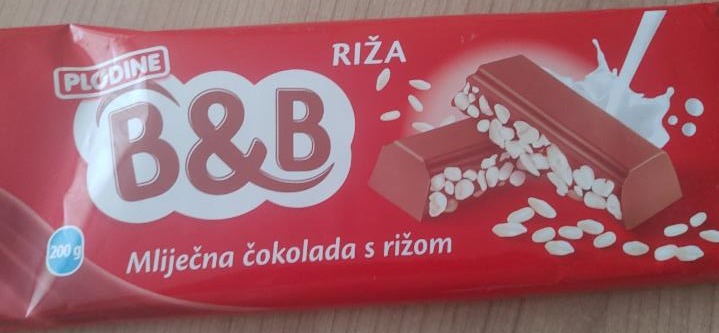 PLODINE
RIŽA
B&B
200 g
Mliječna čokolada s rižom